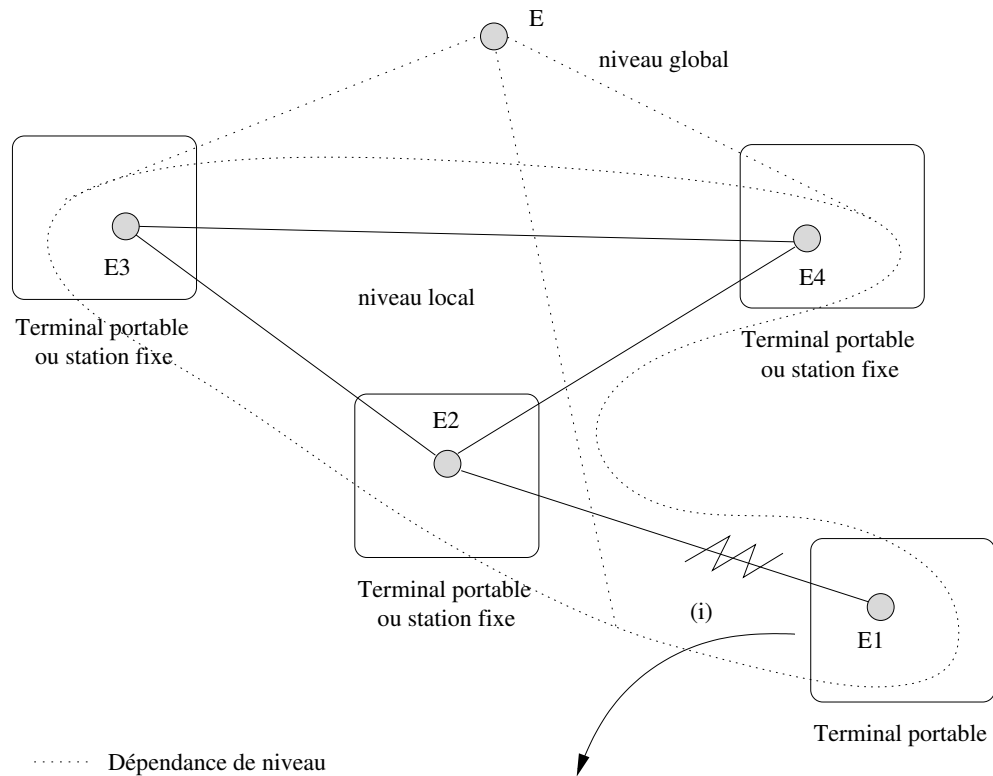 E
niveau global
E3
E4
niveau local
Terminal portable
ou station fixe
Terminal portable
ou station fixe
E2
Terminal portable
ou station fixe
(i)
E1
Terminal portable
Dépendance de niveau